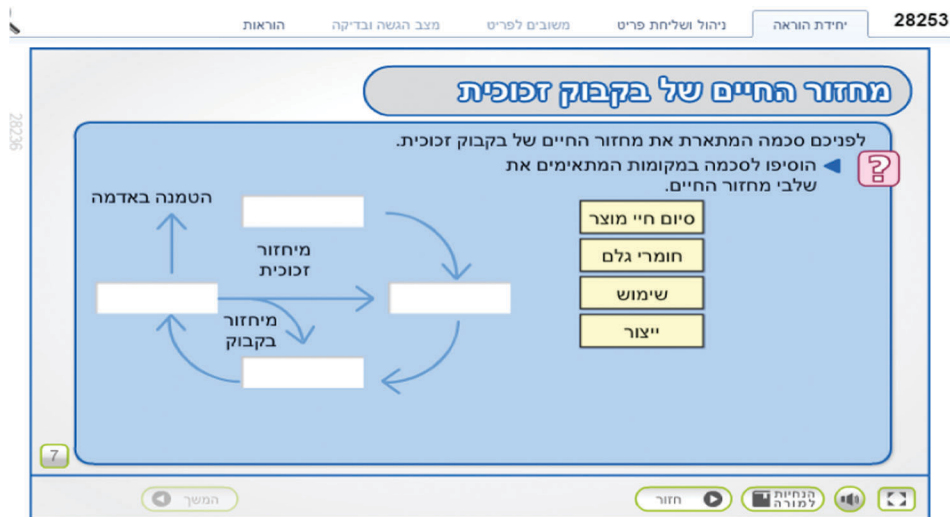 28253
יחידת הוראה
ניהול ושליחת פריט
משובים לפריט
מצב הגשה ובדיקה
הוראות
28236
מחזור החיים של בקבוק זכוכית
לפניכם סכמה המתארת את מחזור החיים של בקבוק זכוכית.
הוסיפו לסכמה במקומות המתאימים את
שלבי מחזור החיים.
?
סיום חיי מוצר
חומרי גלם
שימוש
ייצור
הטמנה באדמה
מיחזור
זכוכית
מיחזור
בקבוק
7
הנחיות
למורה
חזור
המשך